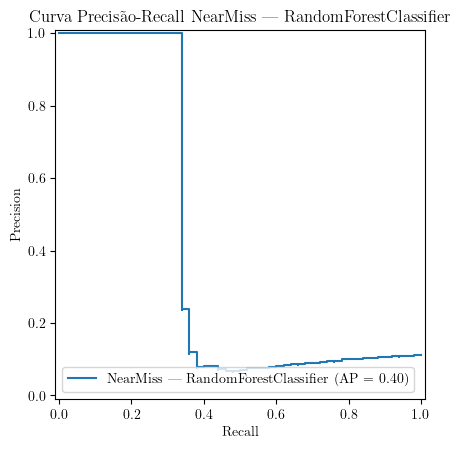 Curva Precisão-Recall NearMiss — RandomForestClassifier
1.0
0.8
0.6
0.4
0.2
0.0
Precision
NearMiss — RandomForestClassifier (AP = 0.40)
0.0 0.2 0.4 0.6 0.8 1.0
Recall